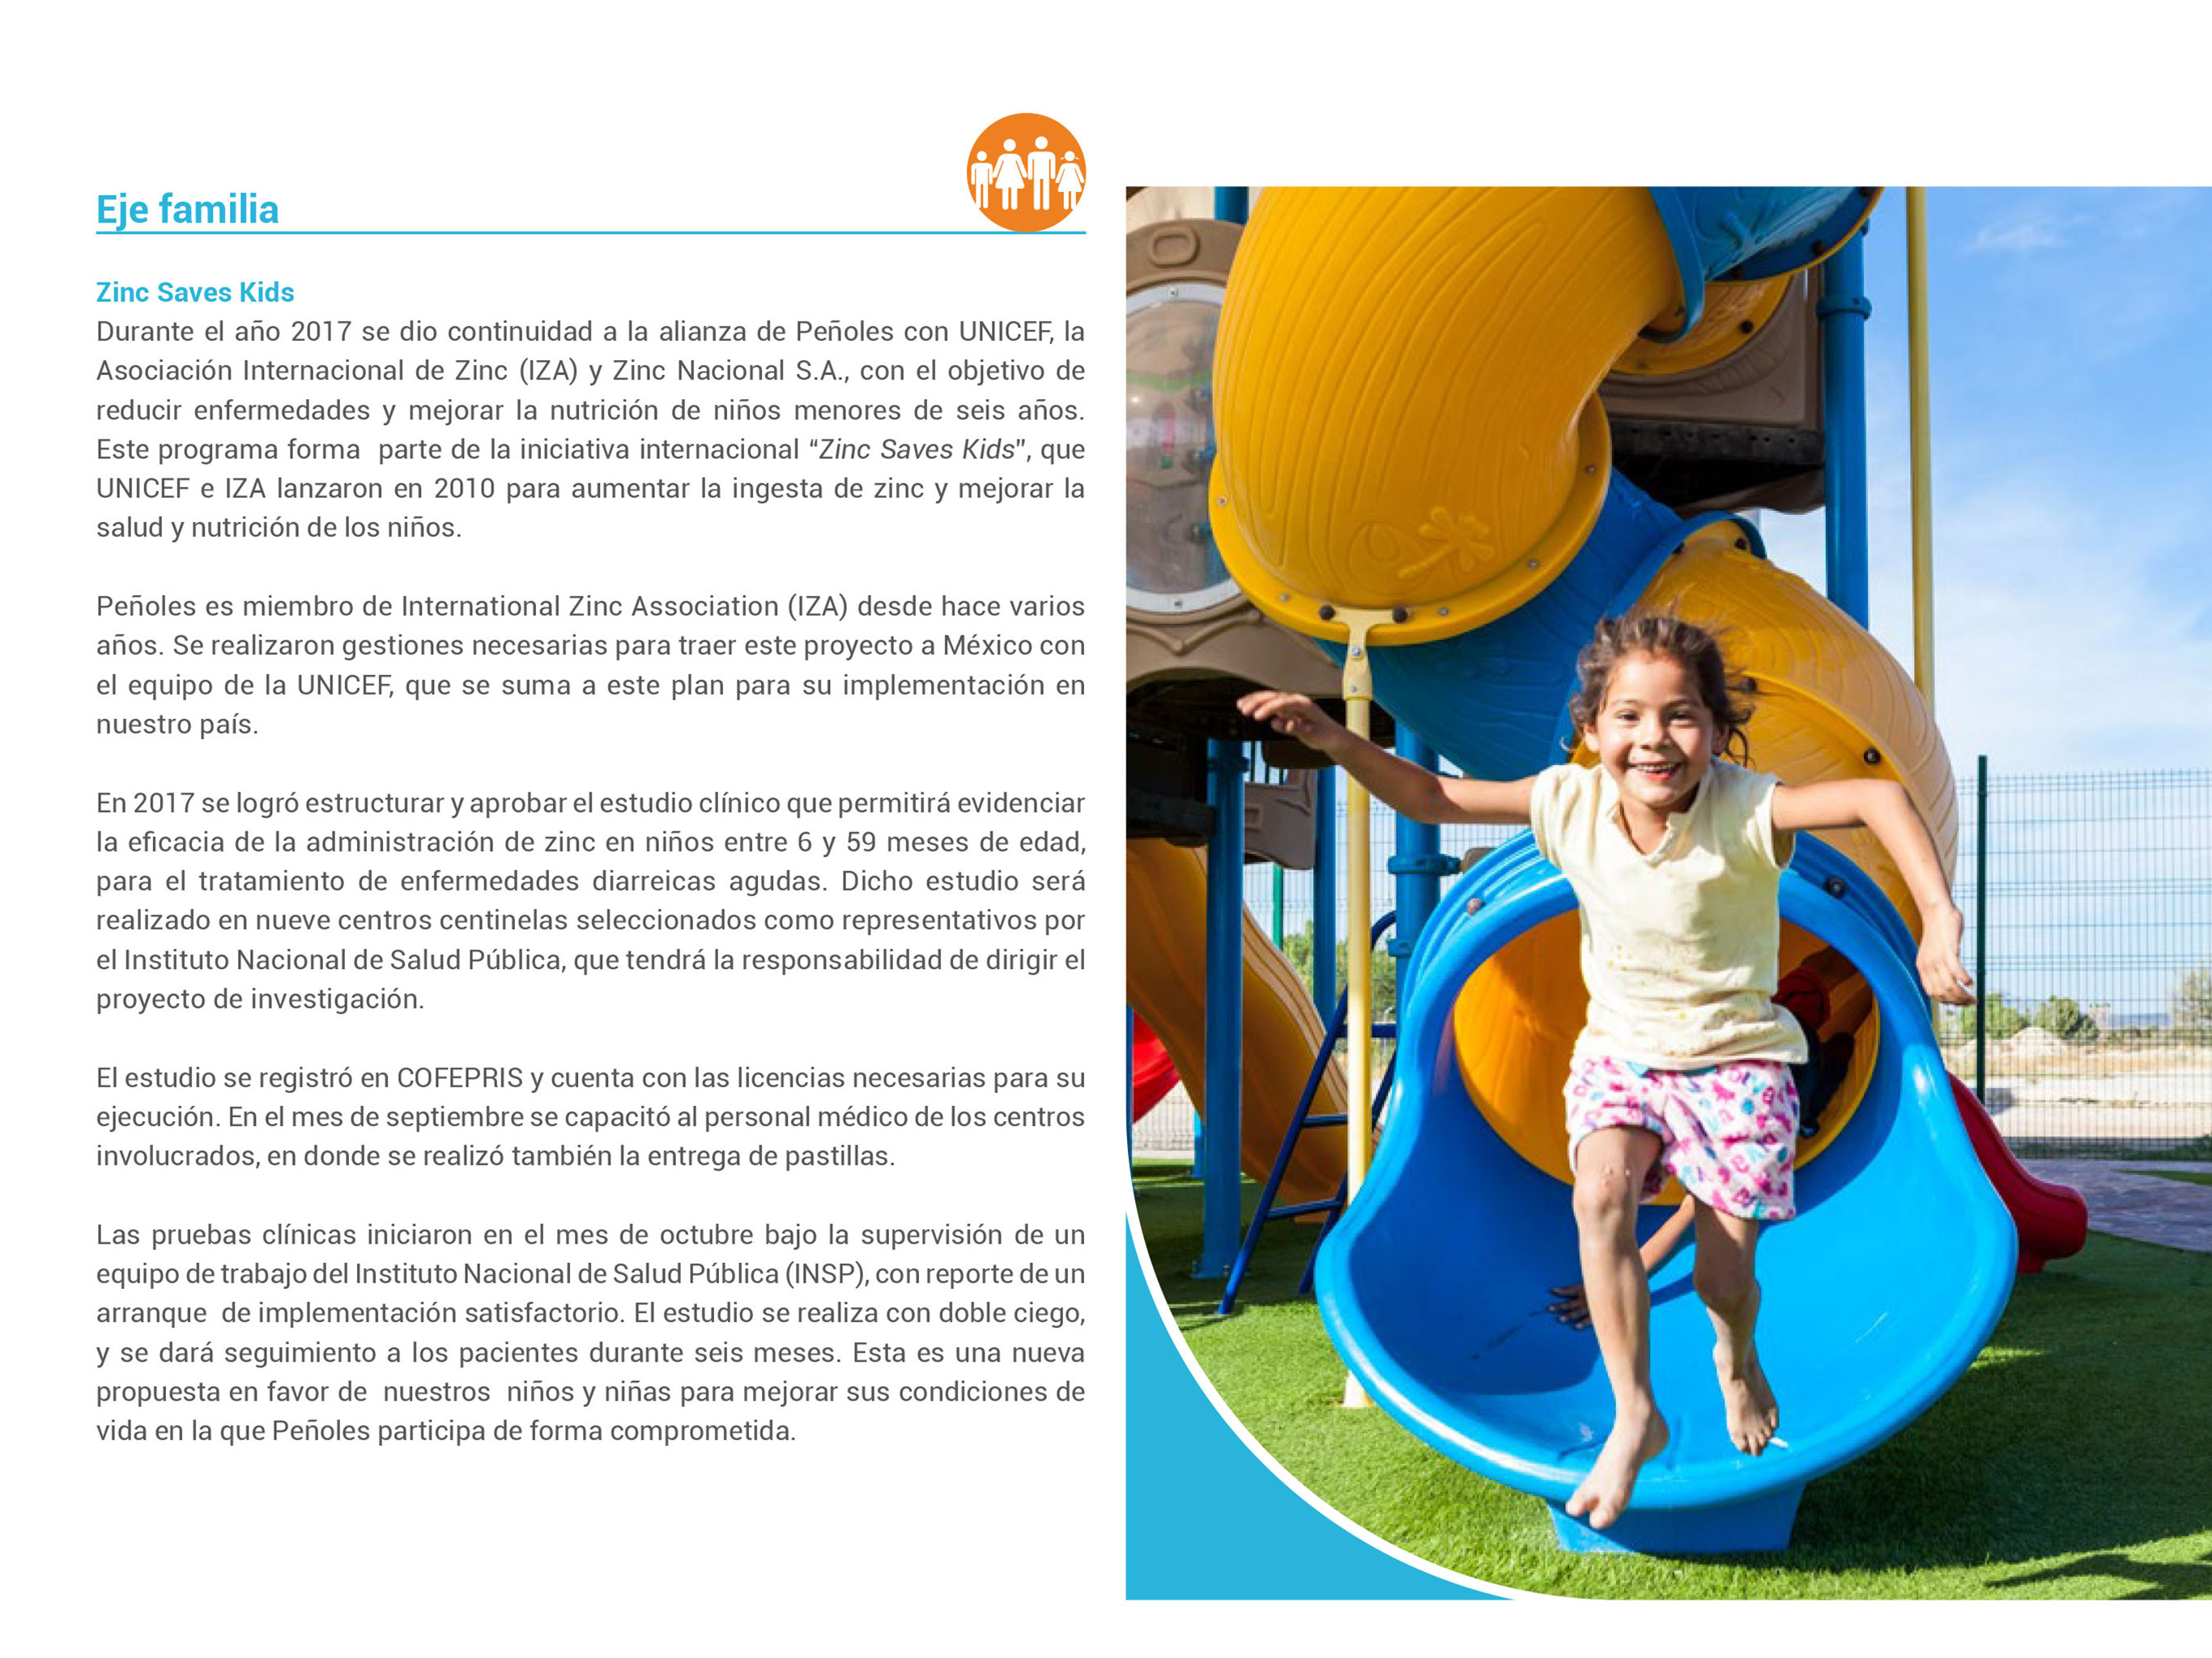 Eje familia
Zinc Saves Kids
Durante el año 2017 se dio continuidad a la alianza de Peñoles con UNICEF, la
Asociación Internacional de Zinc (IZA) y Zinc Nacional S.A., con el objetivo de
reducir enfermedades y mejorar la nutrición de niños menores de seis años.
Este programa forma parte de la iniciativa internacional “Zinc Saves Kids”, que
UNICEF e IZA lanzaron en 2010 para aumentar la ingesta de zinc y mejorar la
salud y nutrición de los niños.
Peñoles es miembro de International Zinc Association (IZA) desde hace varios
años. Se realizaron gestiones necesarias para traer este proyecto a México con
el equipo de la UNICEF, que se suma a este plan para su implementación en
nuestro país.
En 2017 se logró estructurar y aprobar el estudio clínico que permitirá evidenciar
la eficacia de la administración de zinc en niños entre 6 y 59 meses de edad,
para el tratamiento de enfermedades diarreicas agudas. Dicho estudio será
realizado en nueve centros centinelas seleccionados como representativos por
el Instituto Nacional de Salud Pública, que tendrá la responsabilidad de dirigir el
proyecto de investigación.
El estudio se registró en COFEPRIS y cuenta con las licencias necesarias para su
ejecución. En el mes de septiembre se capacitó al personal médico de los centros
involucrados, en donde se realizó también la entrega de pastillas.
Las pruebas clínicas iniciaron en el mes de octubre bajo la supervisión de un
equipo de trabajo del Instituto Nacional de Salud Pública (INSP), con reporte de un
arranque de implementación satisfactorio. El estudio se realiza con doble ciego,
y se dará seguimiento a los pacientes durante seis meses. Esta es una nueva
propuesta en favor de nuestros niños y niñas para mejorar sus condiciones de
vida en la que Peñoles participa de forma comprometida.